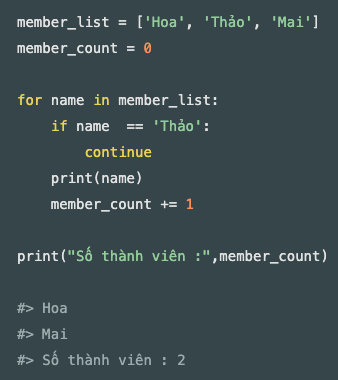 member_list = ['Hoa', 'Thảo', 'Mai']
member_count = 0
for name in member_list:
    if name  == 'Thảo':
        continue
    print(name)
    member_count += 1
print("Số thành viên :",member_count)
#> Hoa
#> Mai
#> Số thành viên : 2